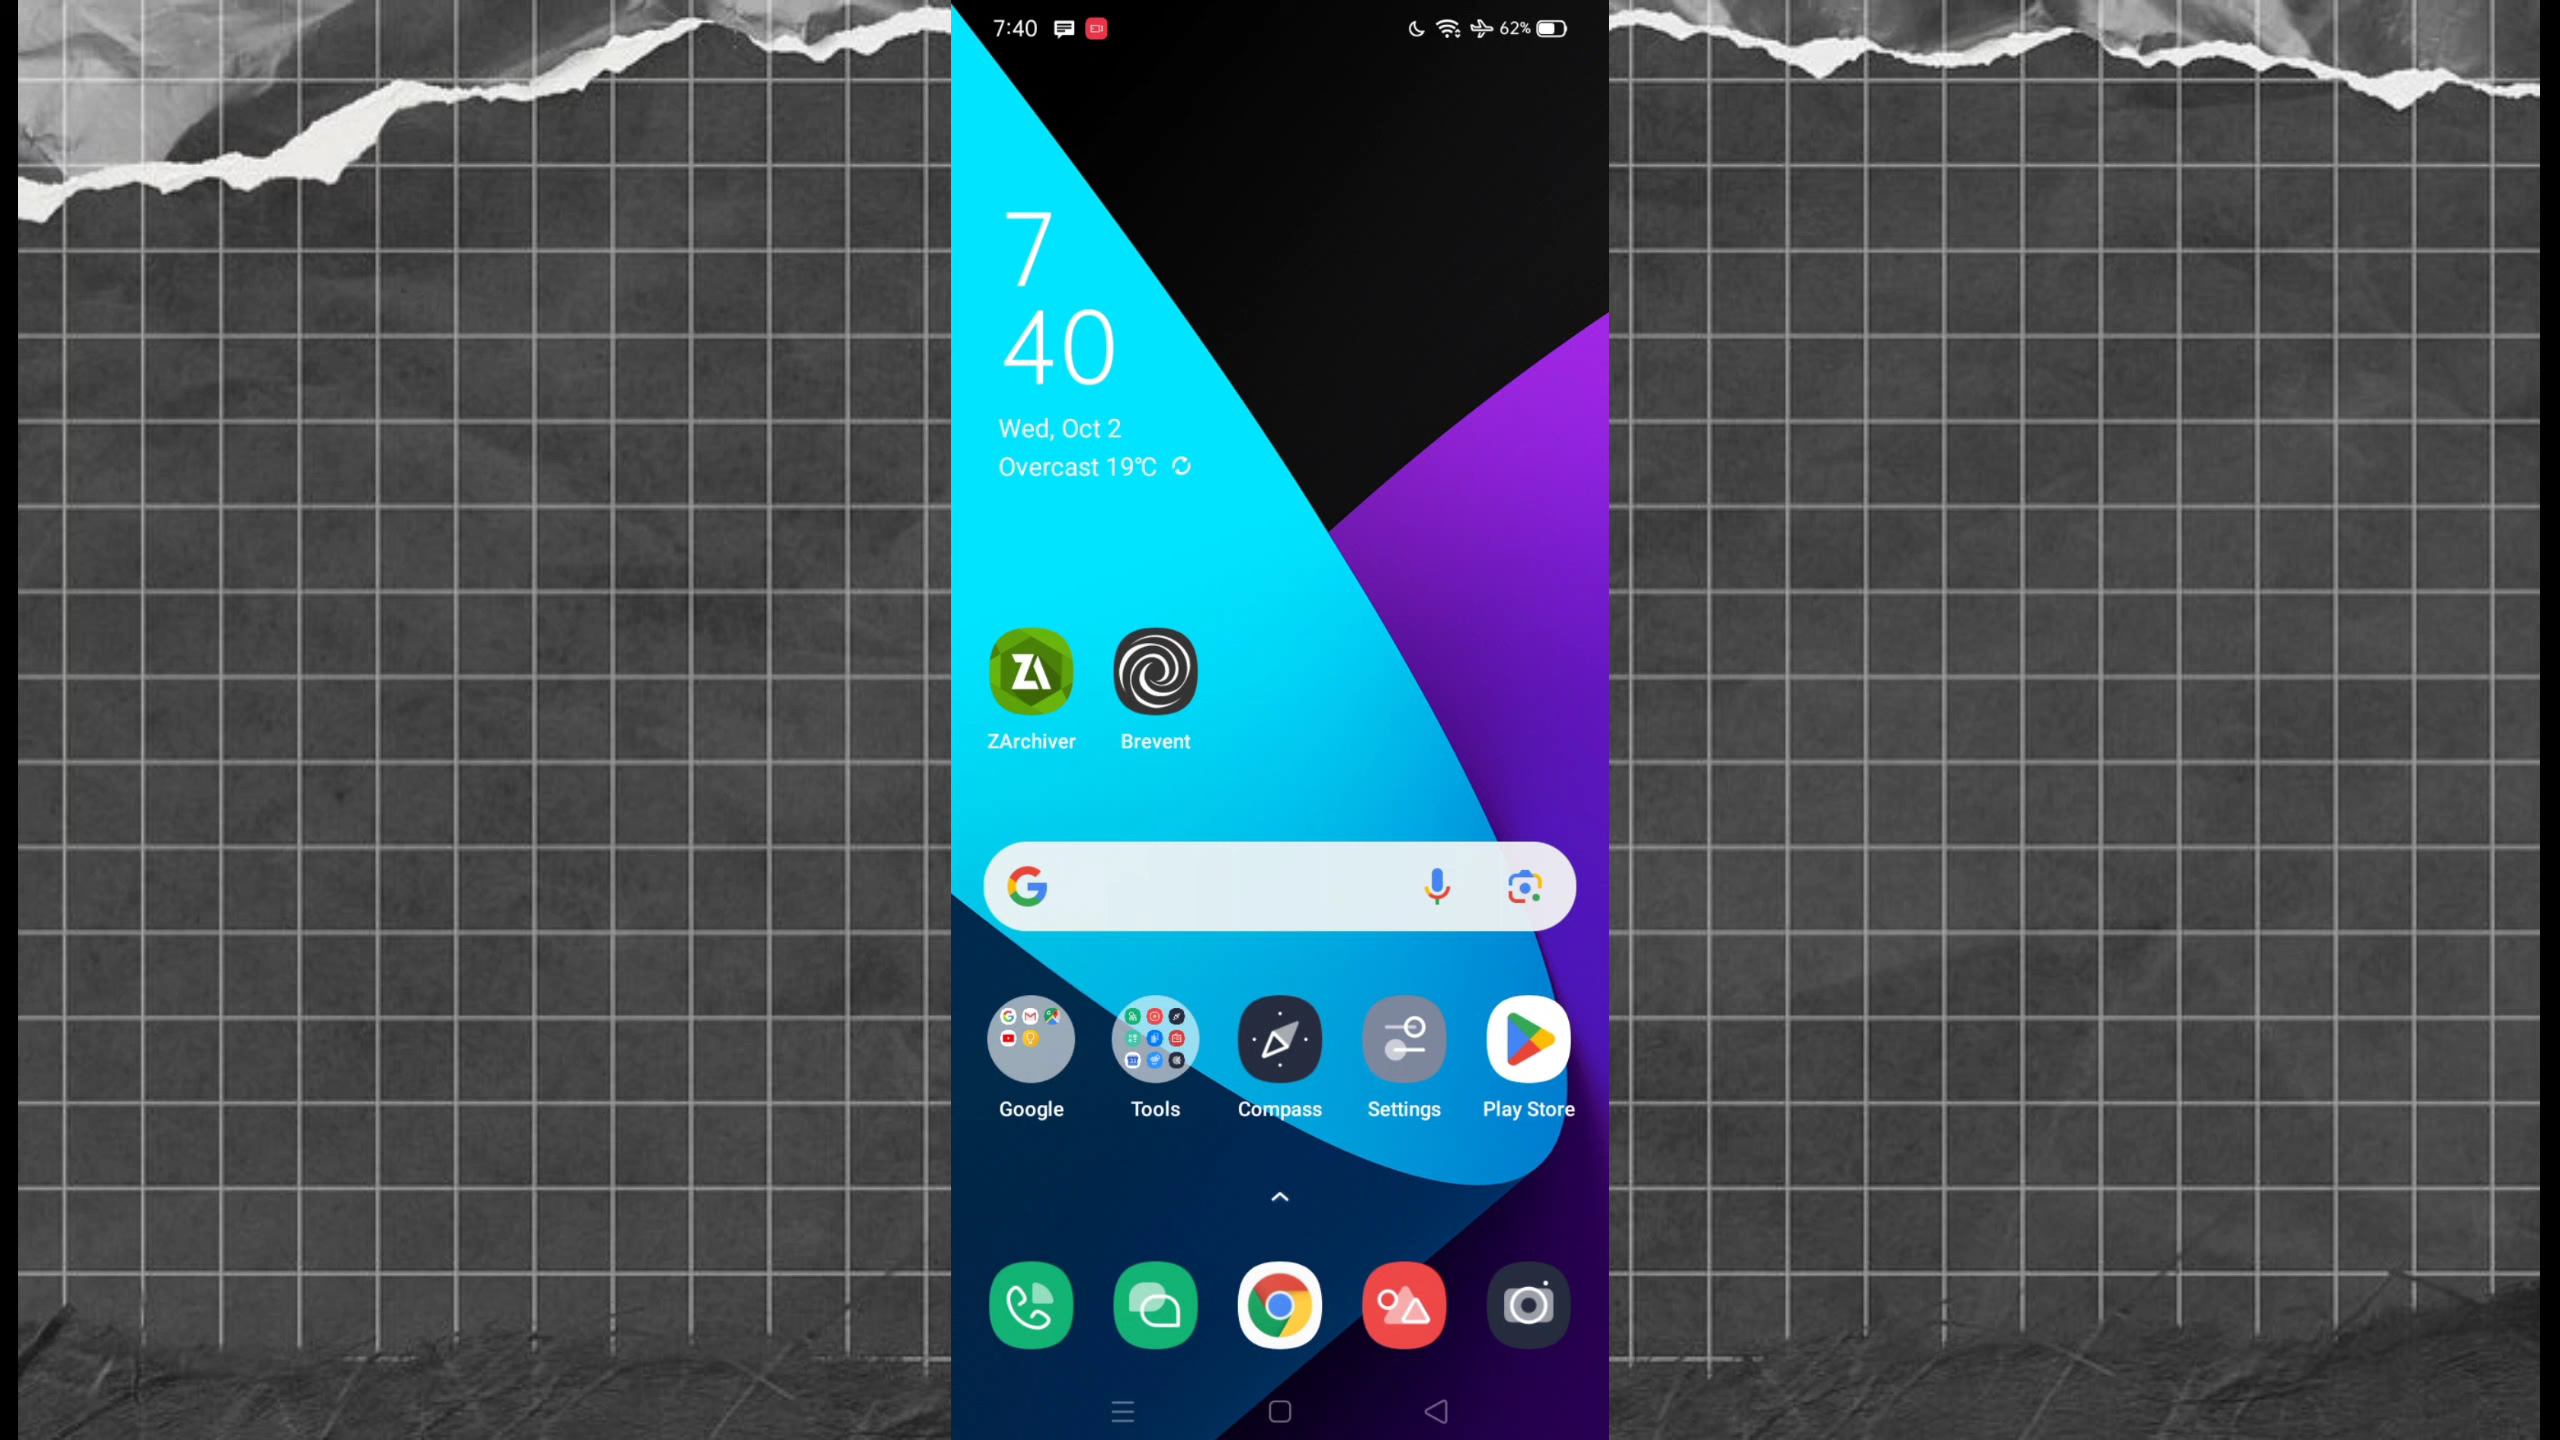 7:40
62%
7
40
Wed, Oct 2
Overcast 19℃
ZArchiver
Brevent
Google
Tools
Compass
Settings
Play Store